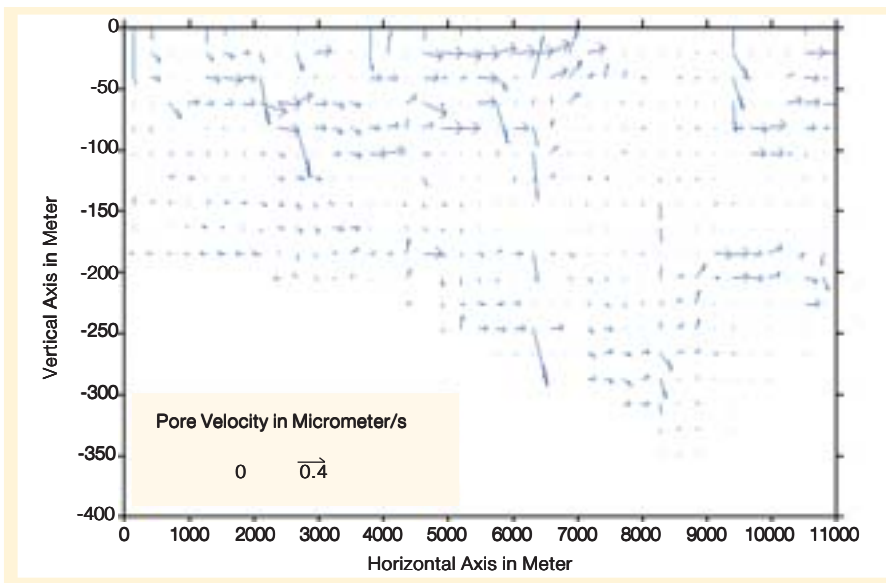 0
-50
-100
-150
-200
-250
-300
-350
-400
Vertical Axis in Meter
Pore Velocity in Micrometer/s
0 0.4
0 1000 2000 3000 4000 5000 6000 7000 8000 9000 10000 11000
Horizontal Axis in Meter